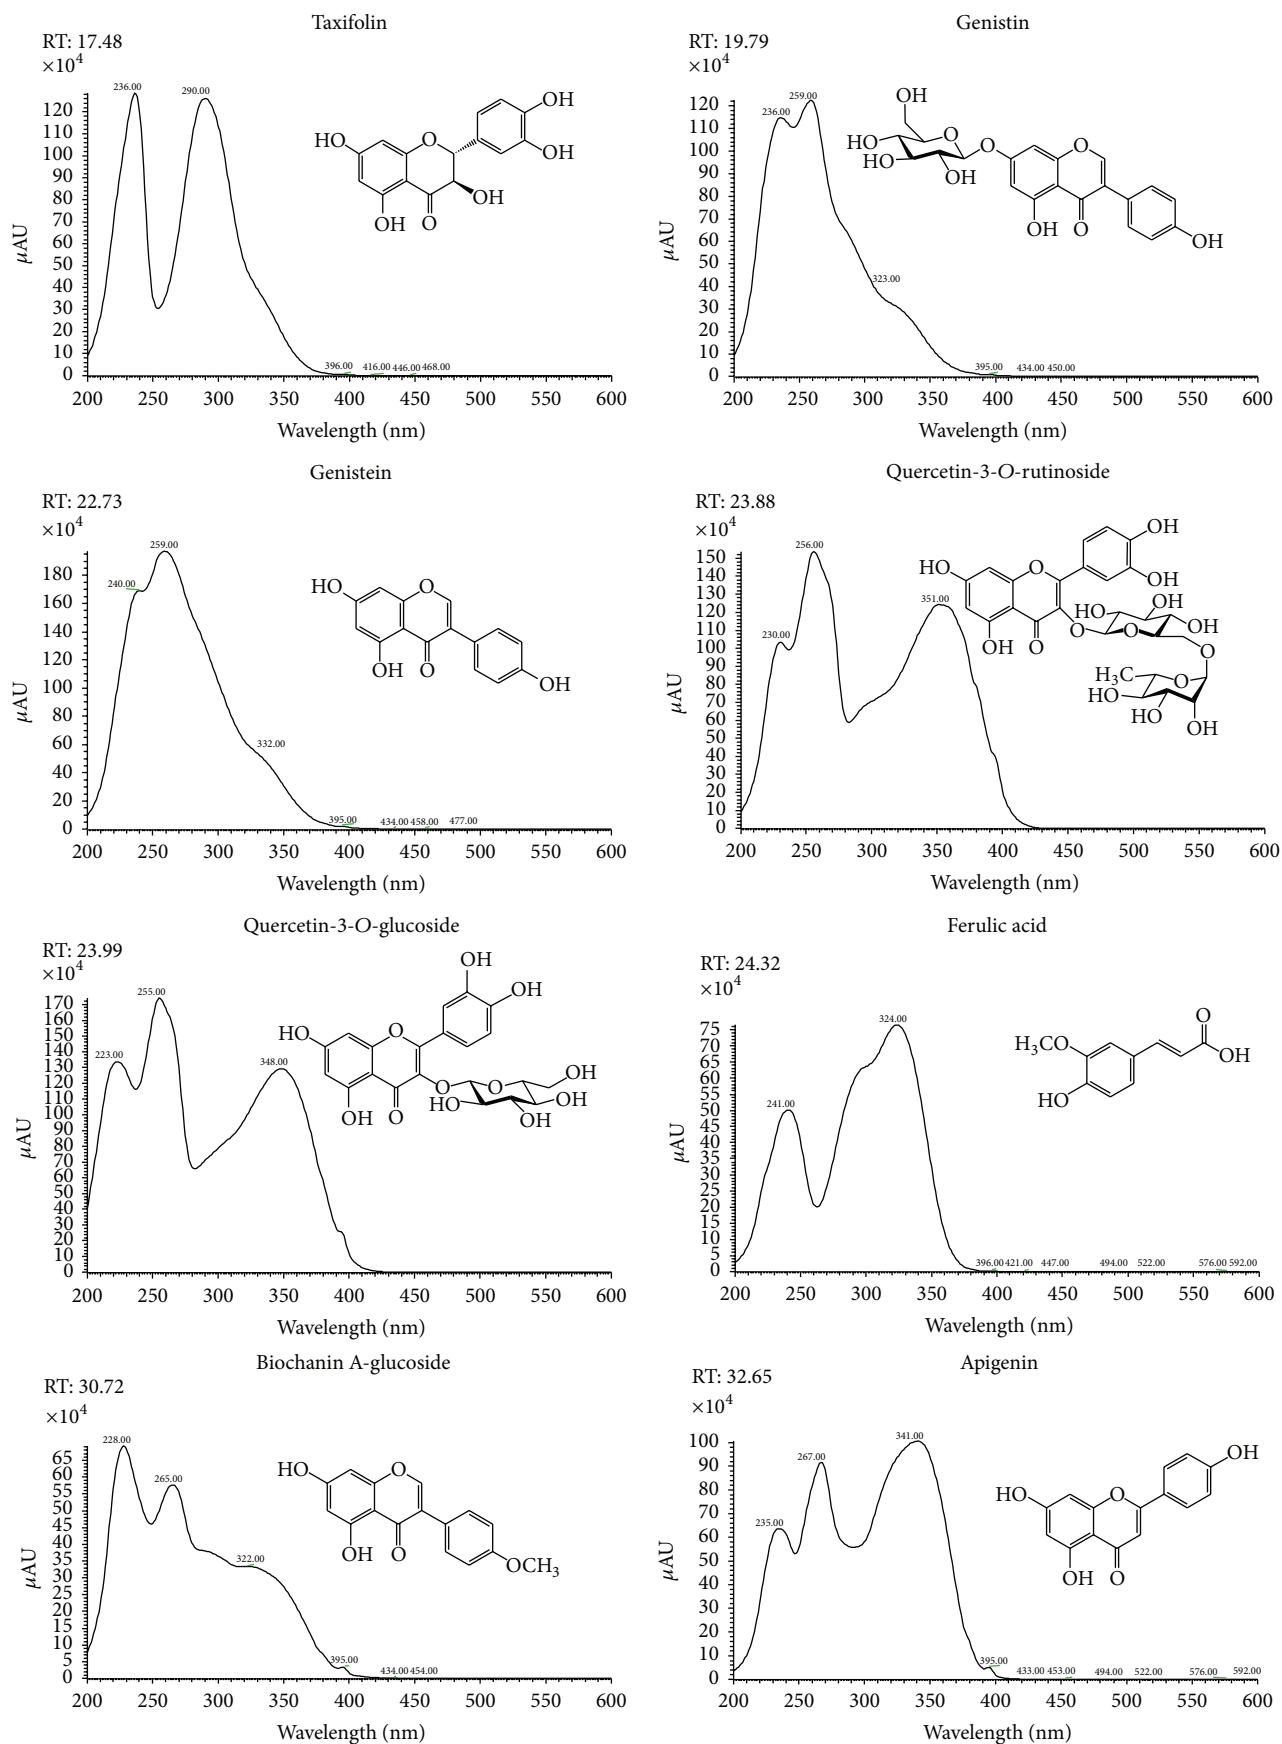 Taxifolin
RT: 17.48
×10⁴
236.00
290.00
120
110
100
90
80
70
60
50
40
30
20
10
0
μAU
396.00 416.00 446.00 468.00
200 250 300 350 400 450 500 550 600
Wavelength (nm)
OH
HO
O
OH
OH
OH O
Genistin
RT: 19.79
×10⁴
236.00
259.00
323.00
120
110
100
90
80
70
60
50
40
30
20
10
0
μAU
395.00 434.00 450.00
200 250 300 350 400 450 500 550 600
Wavelength (nm)
OH
HO O O O
HO
OH
OH O
OH
Genistein
RT: 22.73
×10⁴
240.00
259.00
332.00
180
160
140
120
100
80
60
40
20
0
μAU
395.00 434.00 458.00 477.00
200 250 300 350 400 450 500 550 600
Wavelength (nm)
HO O
OH O
OH
Quercetin-3-O-rutinoside
RT: 23.88
×10⁴
230.00
256.00
351.00
150
140
130
120
110
100
90
80
70
60
50
40
30
20
10
0
μAU
200 250 300 350 400 450 500 550 600
Wavelength (nm)
OH
HO O
OH
OH
HO
O O OH
OH O
O
H₃C O
HO
HO
OH
Quercetin-3-O-glucoside
RT: 23.99
×10⁴
223.00
255.00
348.00
170
150
140
130
120
110
100
90
80
70
60
50
40
30
20
10
0
μAU
200 250 300 350 400 450 500 550 600
Wavelength (nm)
OH
OH
HO O
O O OH
OH O HO OH
OH
Ferulic acid
RT: 24.32
×10⁴
241.00
324.00
75
70
65
60
55
50
45
40
35
30
25
20
15
10
5
0
μAU
396.00 421.00 447.00 494.00 522.00 576.00 592.00
200 250 300 350 400 450 500 550 600
Wavelength (nm)
O
H₃CO
OH
HO
Biochanin A-glucoside
RT: 30.72
×10⁴
228.00
265.00
322.00
65
60
55
50
45
40
35
30
25
20
15
10
5
0
μAU
395.00 434.00 454.00
200 250 300 350 400 450 500 550 600
Wavelength (nm)
HO O
OH O
OCH₃
Apigenin
RT: 32.65
×10⁴
235.00
267.00
341.00
100
90
80
70
60
50
40
30
20
10
0
μAU
395.00 433.00 453.00 494.00 522.00 576.00 592.00
200 250 300 350 400 450 500 550 600
Wavelength (nm)
OH
HO O
OH O